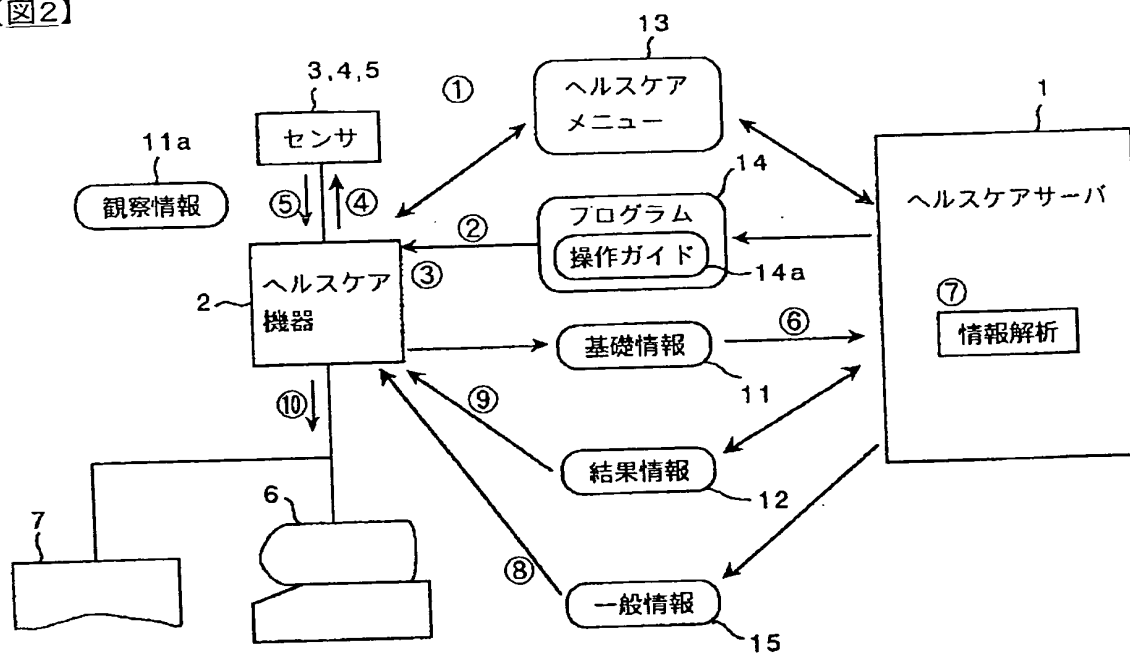 【図2】
13
ヘルスケア
メニュー
①
3,4,5
センサ
11a
観察情報
⑤
④
1
ヘルスケアサーバ
14
プログラム
操作ガイド
14a
②
③
2
ヘルスケア
機器
⑦
情報解析
⑥
基礎情報
11
⑨
⑩
結果情報
12
6
7
⑧
一般情報
15